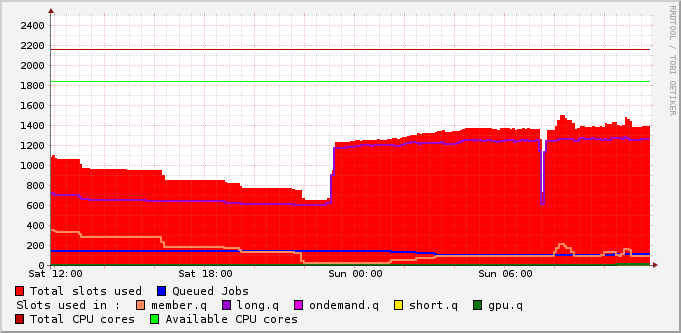 2400
2200
2000
1800
1600
1400
1200
1000
800
600
400
200
0
Sat 12:00 Sat 18:00 Sun 00:00 Sun 06:00
Total slots used Queued Jobs
Slots used in : member.q long.q ondemand.q short.q gpu.q
Total CPU cores Available CPU cores
RRDTOOL / TOBI OETIKER